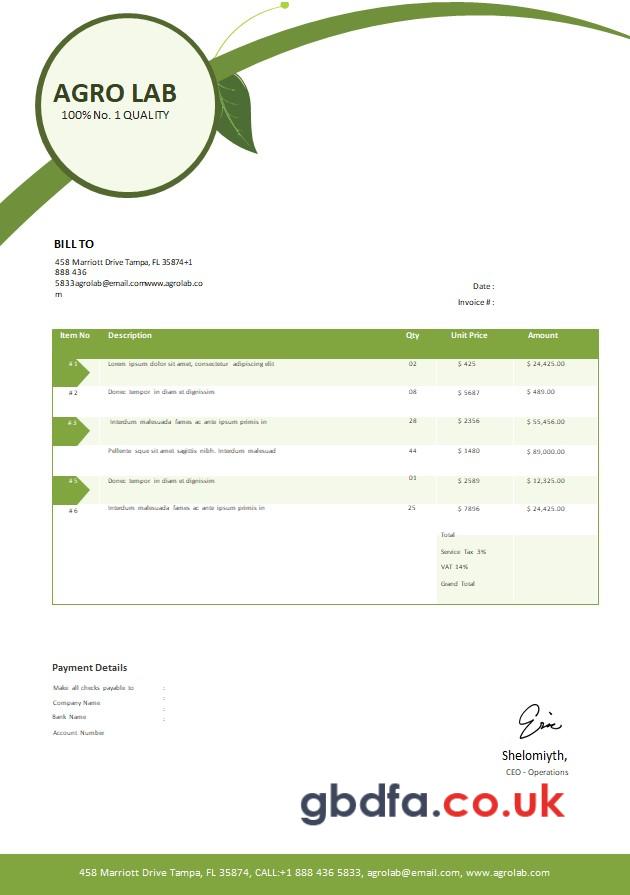 AGRO LAB
100% No. 1 QUALITY
BILL TO
458 Marriott Drive Tampa, FL 35874+1
888 436
5833agrolab@email.comwww.agrolab.co
m
Date :
Invoice # :
Item No Description Qty Unit Price Amount
# 1 Lorem ipsum dolor sit amet, consectetur adipiscing elit 02 $ 425 $ 24,425.00
# 2 Donec tempor in diam et dignissim 08 $ 5687 $ 489.00
# 3 Interdum malesuada fames ac ante ipsum primis in 28 $ 2356 $ 55,456.00
Pellente sque sit amet sagittis nibh. Interdum malesuad 44 $ 1480 $ 89,000.00
# 5 Donec tempor in diam et dignissim 01 $ 2589 $ 12,325.00
# 6 Interdum malesuada fames ac ante ipsum primis in 25 $ 7896 $ 24,425.00
Total
Service Tax 3%
VAT 14%
Grand Total
Payment Details
Make all checks payable to :
Company Name :
Bank Name :
Account Number :
Eric
Shelomiyth,
CEO - Operations
gbdfa.co.uk
458 Marriott Drive Tampa, FL 35874, CALL:+1 888 436 5833, agrolab@email.com, www.agrolab.com